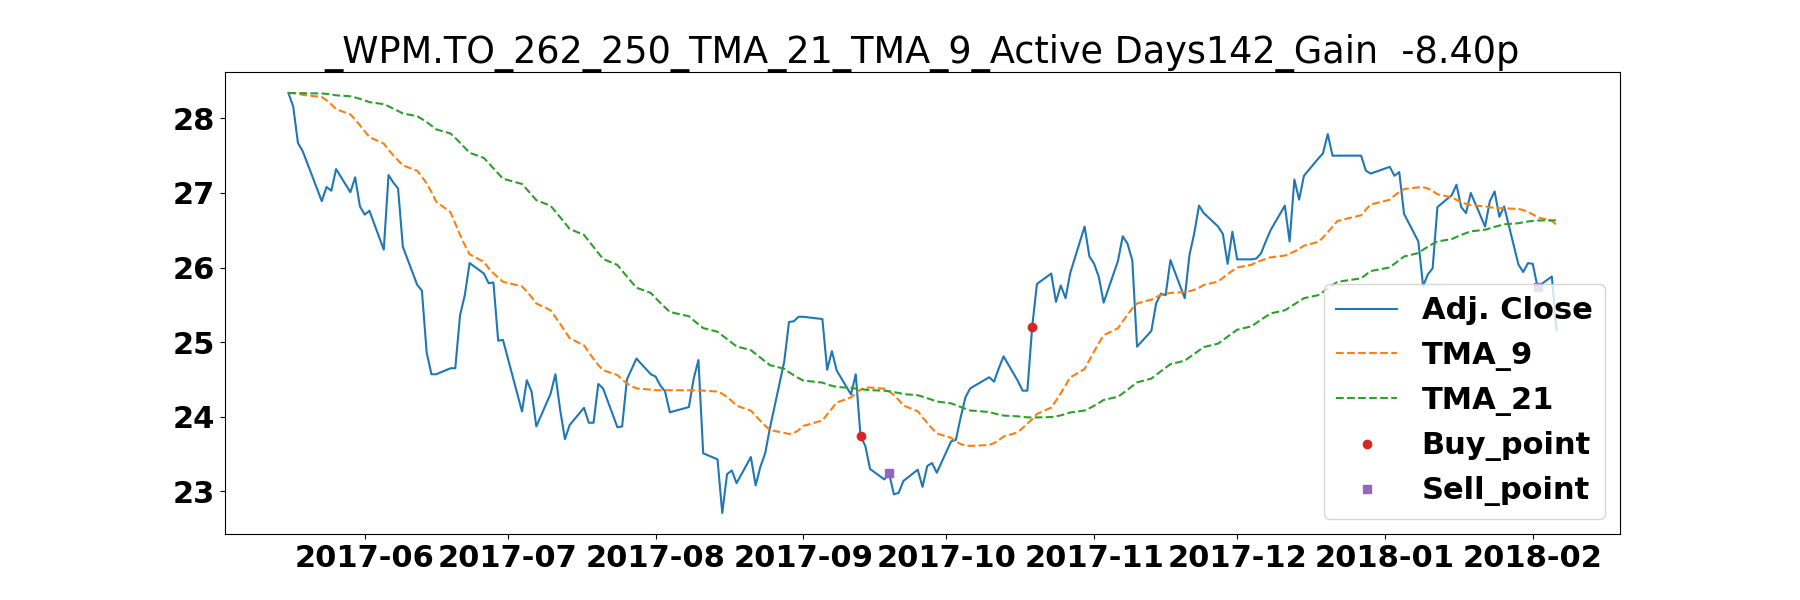 _WPM.TO_262_250_TMA_21_TMA_9_Active Days142_Gain  -8.40p
28
27
26
25
24
23
Adj. Close
TMA_9
TMA_21
Buy_point
Sell_point
2017-06 2017-07 2017-08 2017-09 2017-10 2017-11 2017-12 2018-01 2018-02